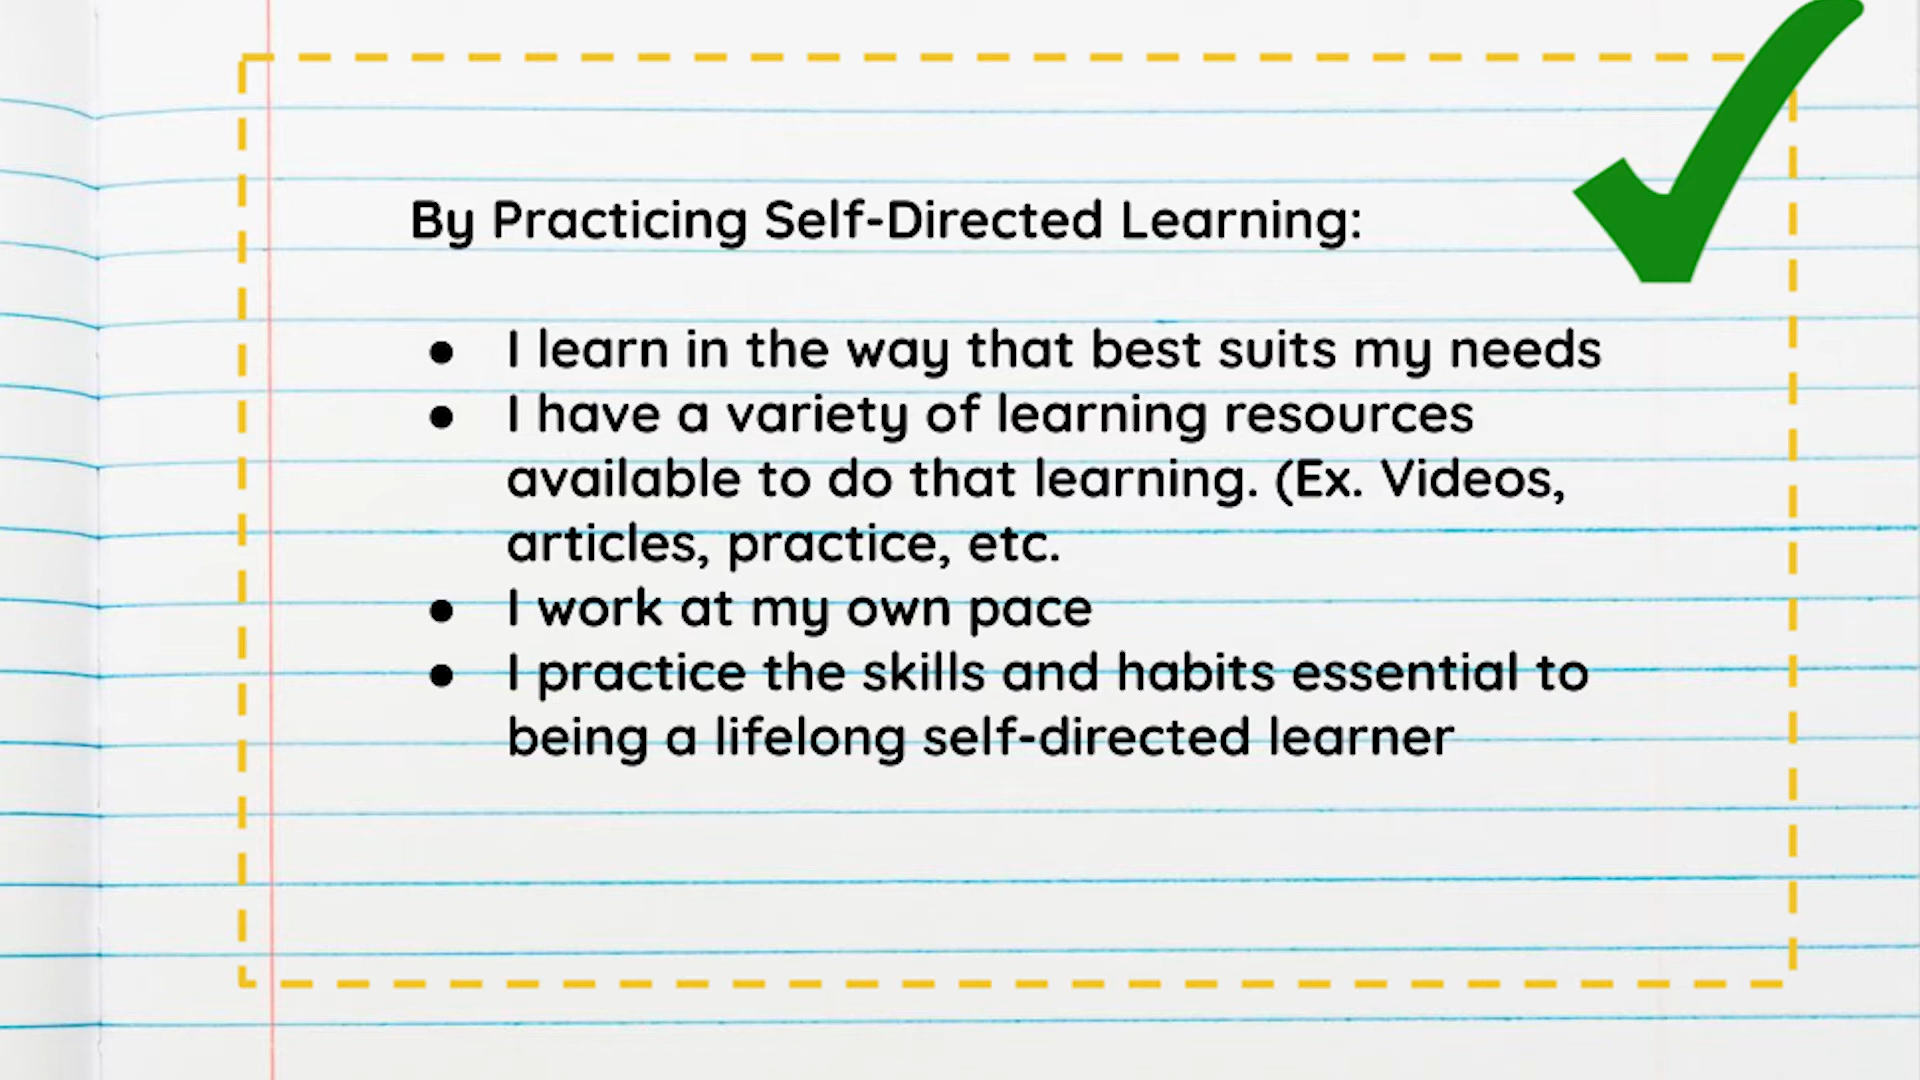 By Practicing Self-Directed Learning:
● I learn in the way that best suits my needs
● I have a variety of learning resources
available to do that learning. (Ex. Videos,
articles, practice, etc.
● I work at my own pace
● I practice the skills and habits essential to
being a lifelong self-directed learner